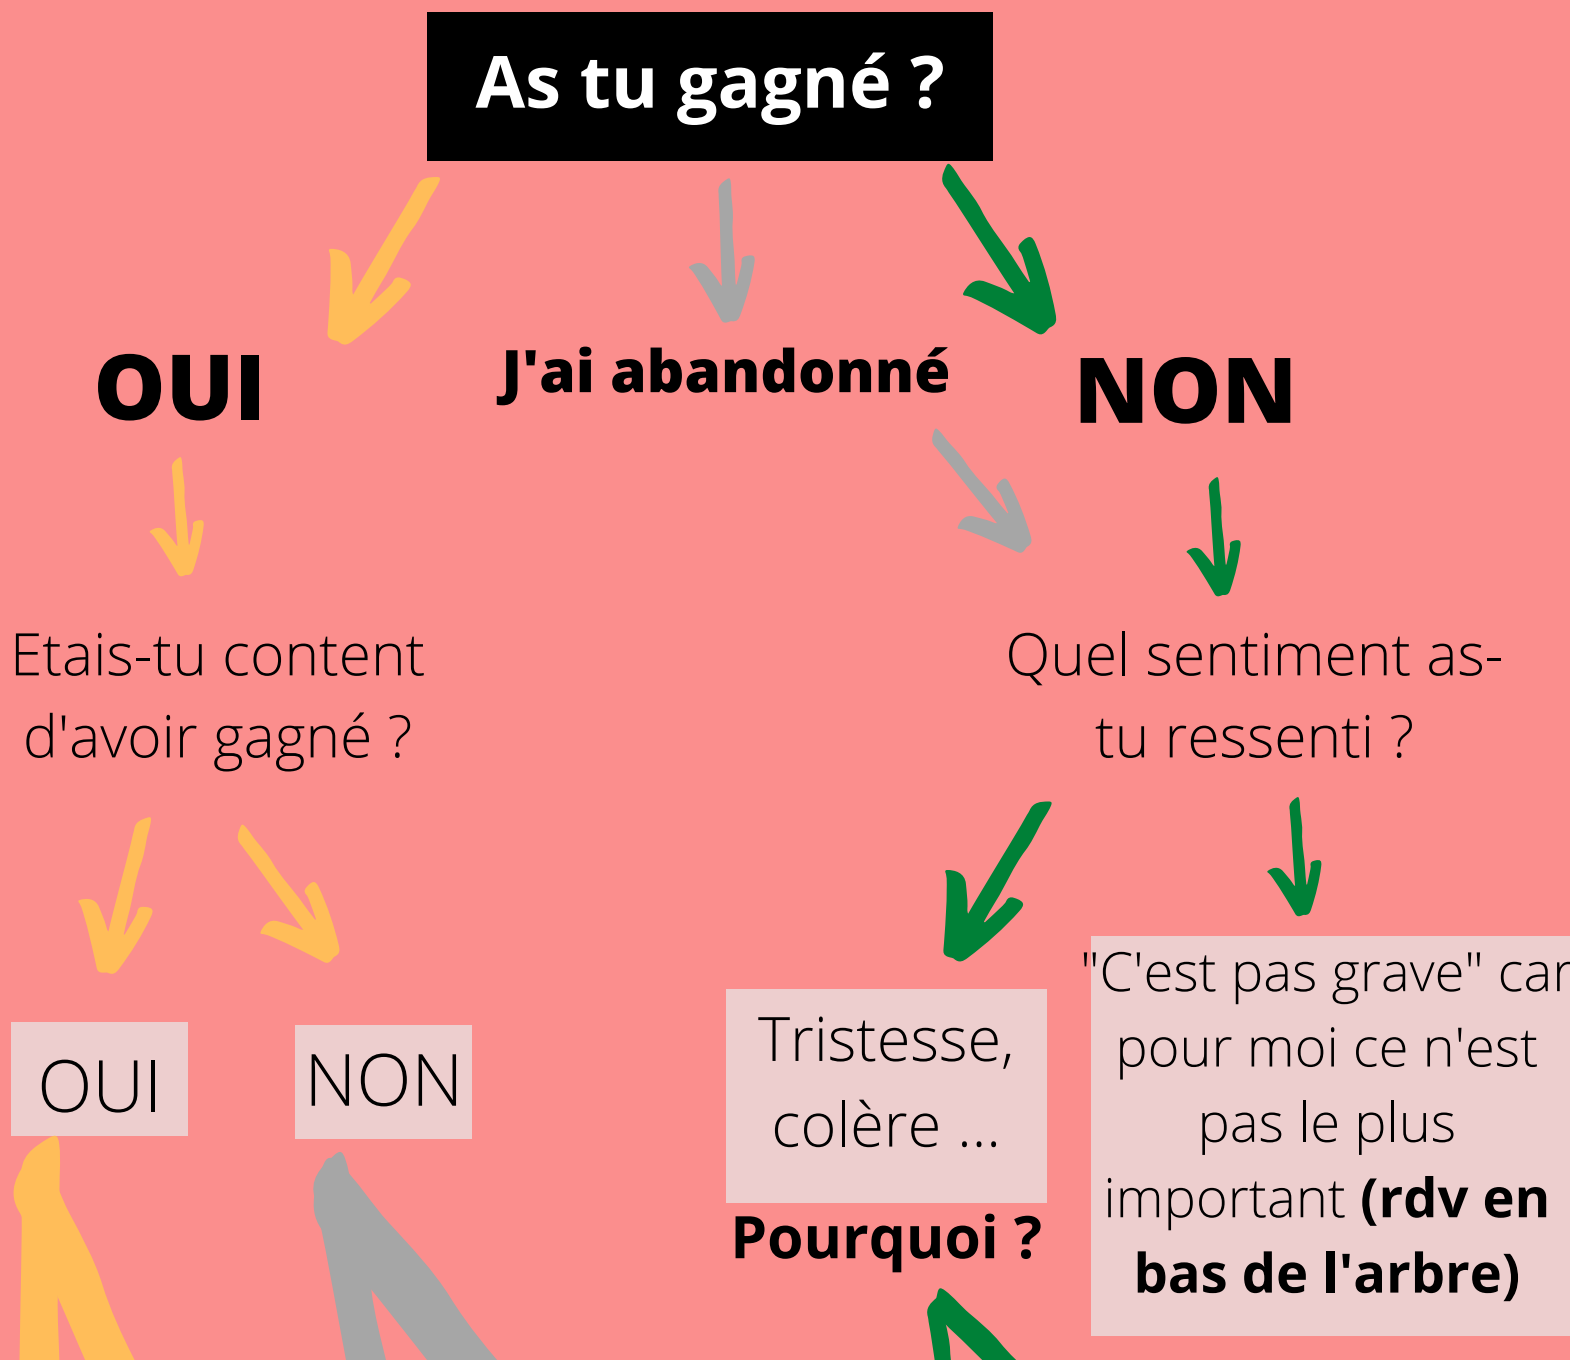 As tu gagné ?
OUI
J'ai abandonné
NON
Etais-tu content
d'avoir gagné ?
Quel sentiment as-
tu ressenti ?
OUI
NON
Tristesse,
colère ...
Pourquoi ?
"C'est pas grave" car
pour moi ce n'est
pas le plus
important (rdv en
bas de l'arbre)